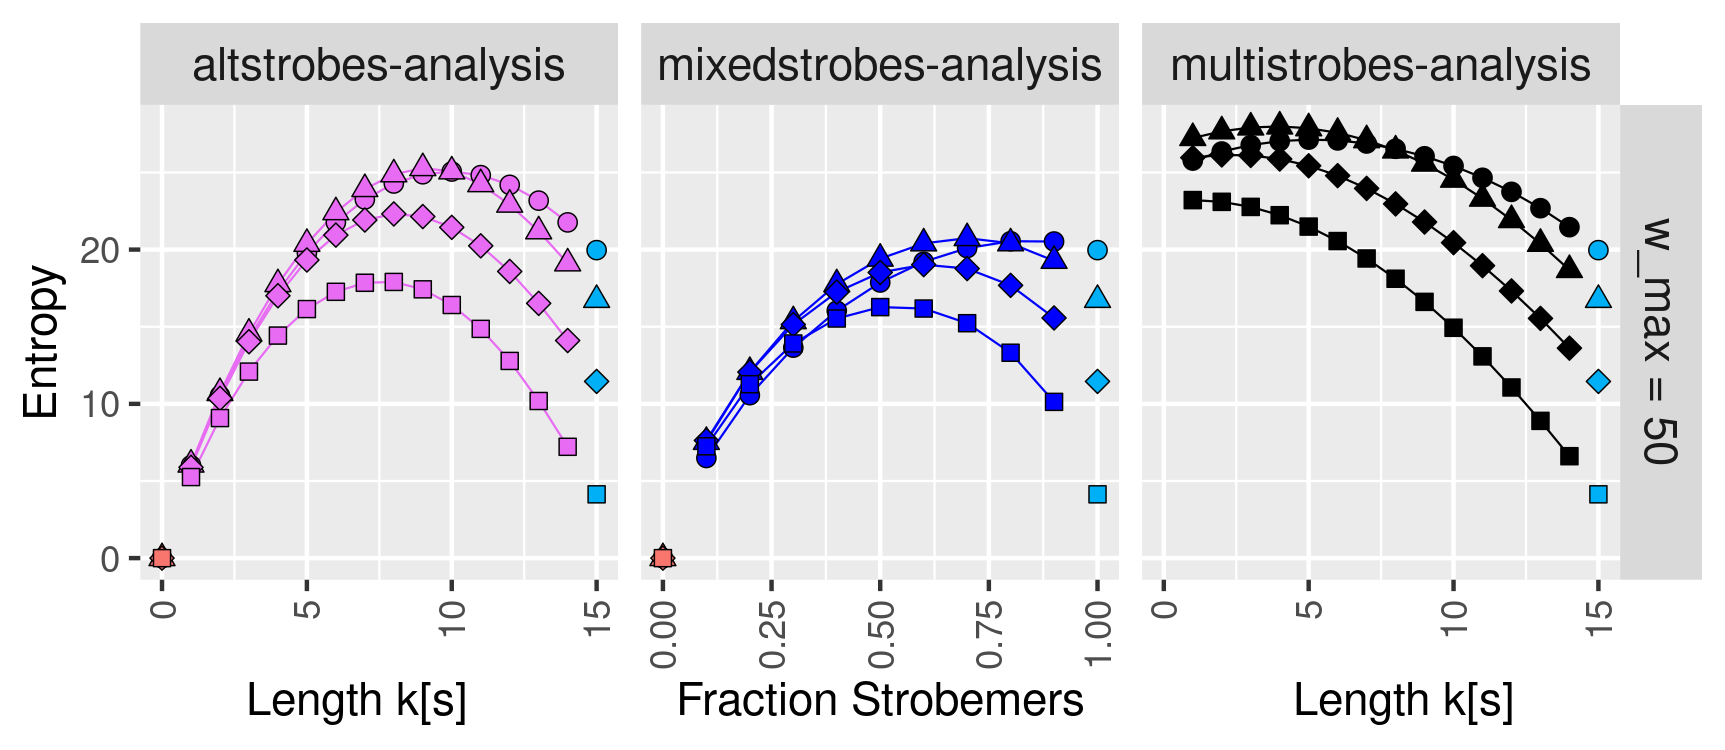 altstrobes-analysis
mixedstrobes-analysis
multistrobes-analysis
Entropy
20
10
0
w_max = 50
0 5 10 15
0.00 0.25 0.50 0.75 1.00
0 5 10 15
Length k[s]
Fraction Strobemers
Length k[s]